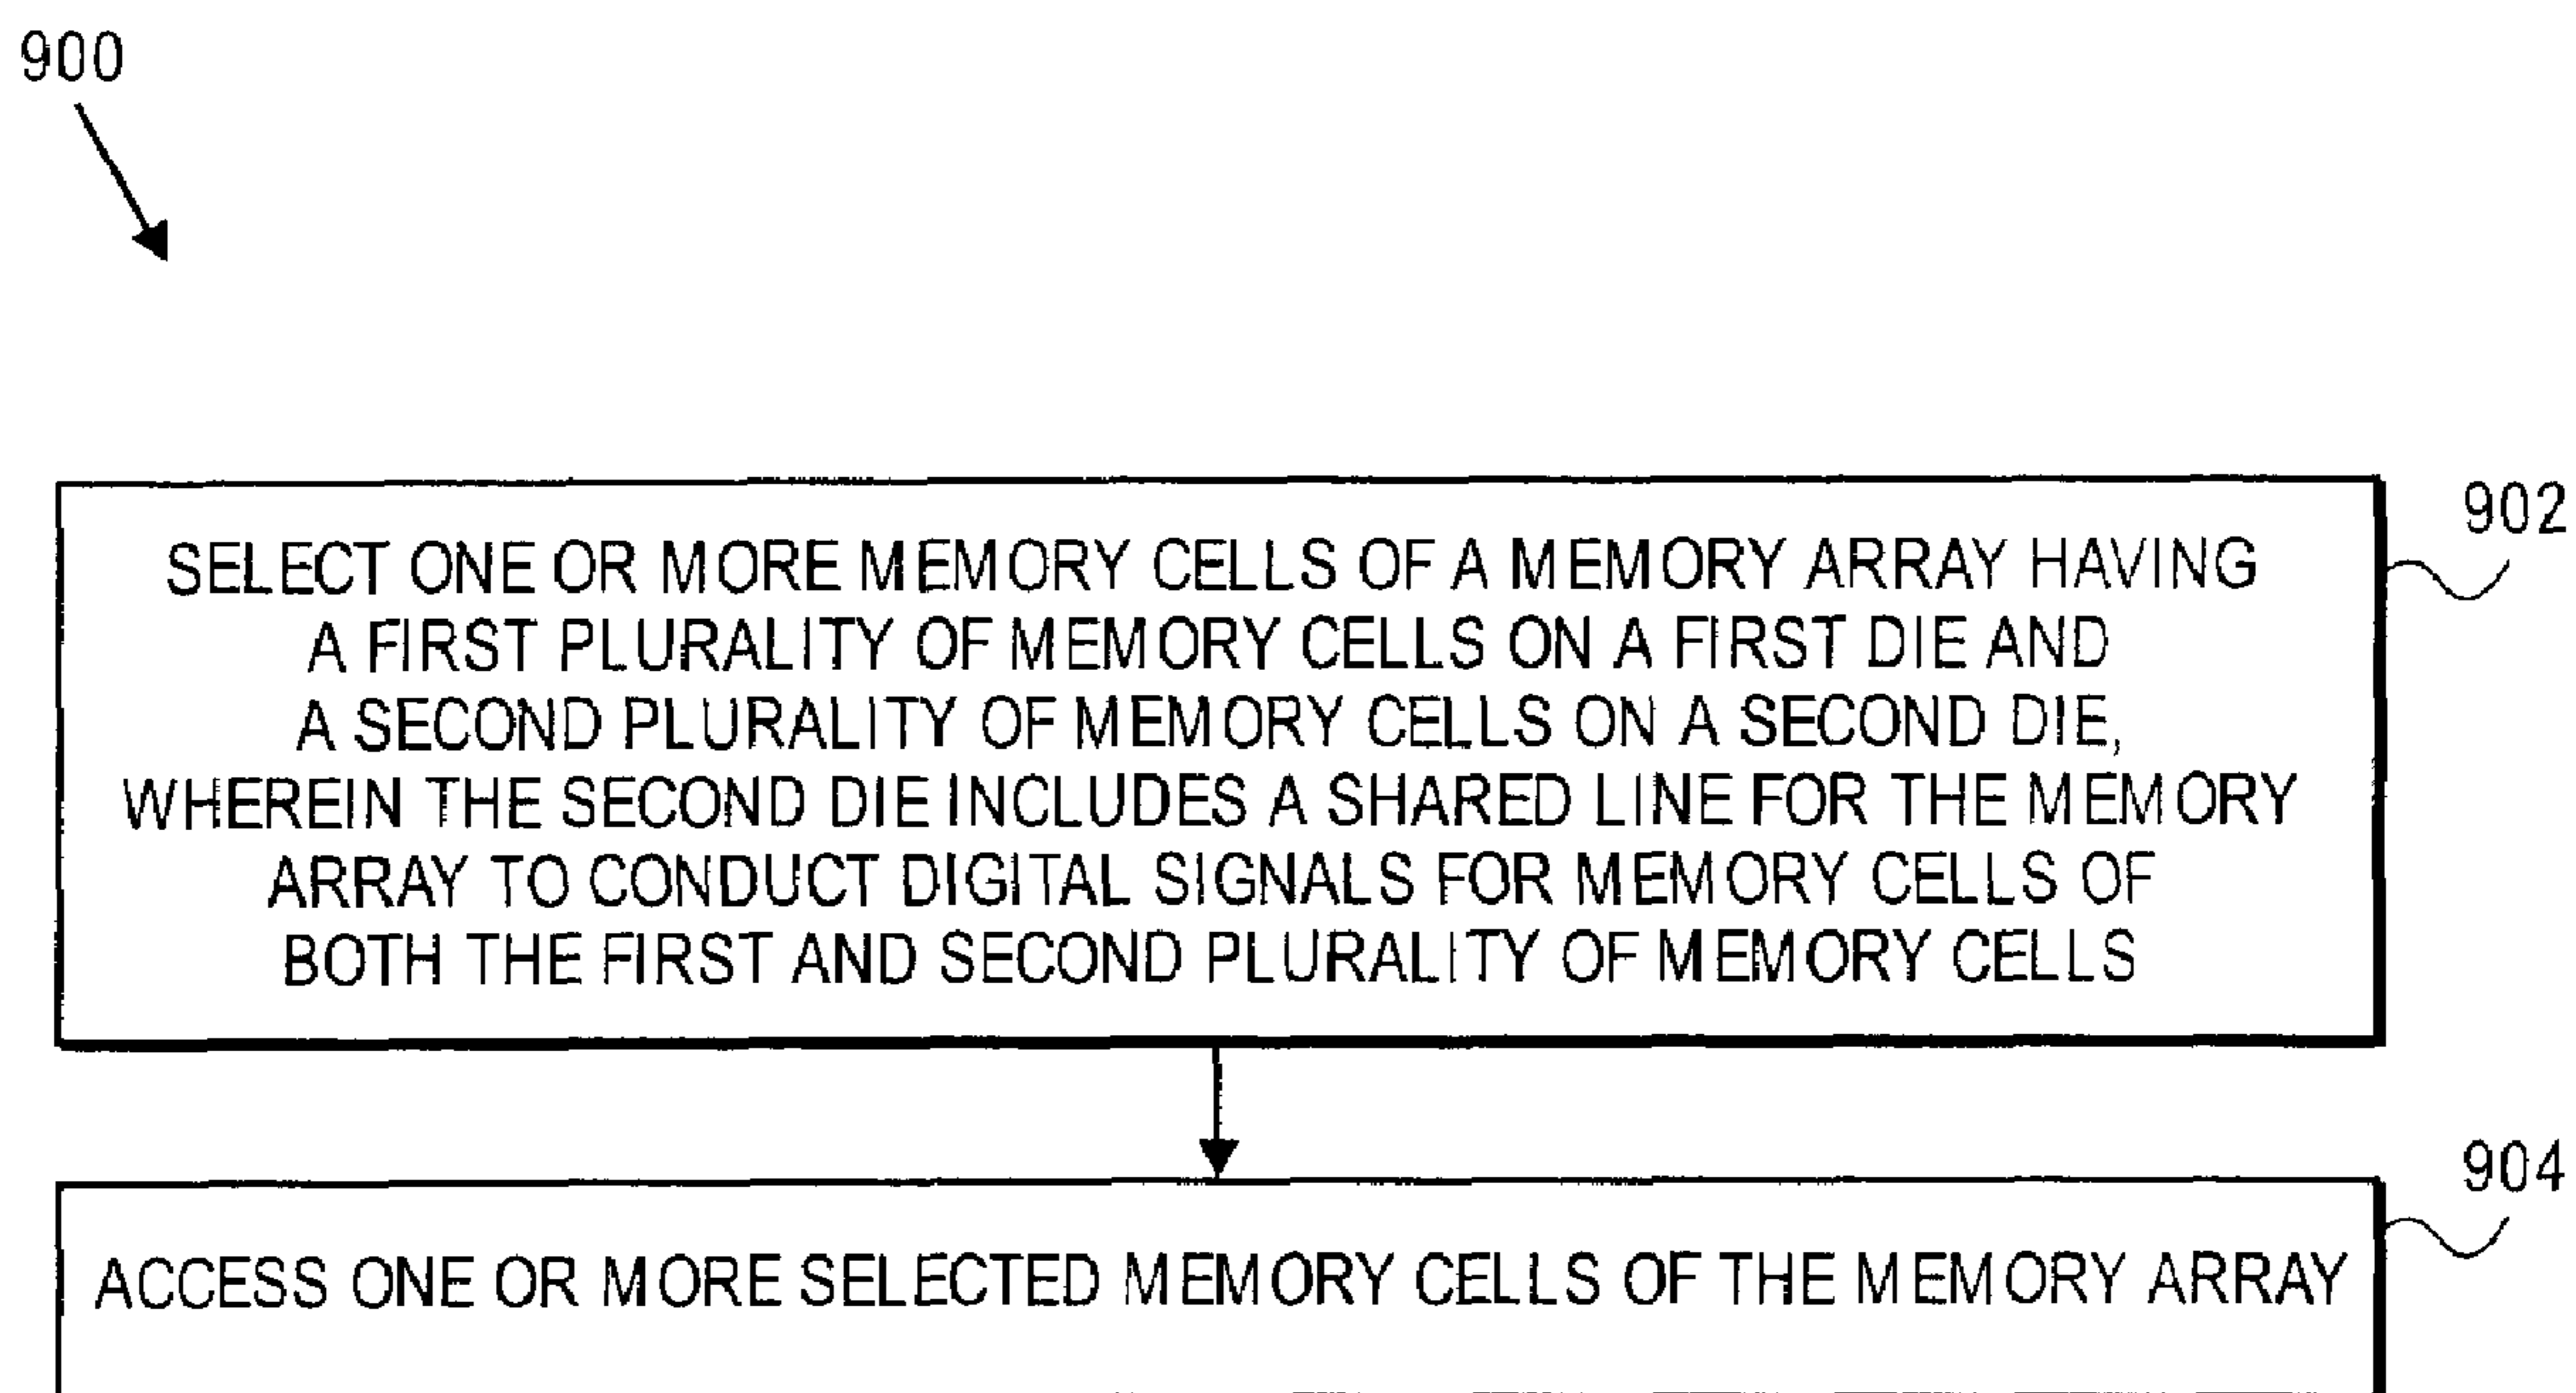 900
902
SELECT ONE OR MORE MEMORY CELLS OF A MEMORY ARRAY HAVING
A FIRST PLURALITY OF MEMORY CELLS ON A FIRST DIE AND
A SECOND PLURALITY OF MEMORY CELLS ON A SECOND DIE,
WHEREIN THE SECOND DIE INCLUDES A SHARED LINE FOR THE MEMORY
ARRAY TO CONDUCT DIGITAL SIGNALS FOR MEMORY CELLS OF
BOTH THE FIRST AND SECOND PLURALITY OF MEMORY CELLS
904
ACCESS ONE OR MORE SELECTED MEMORY CELLS OF THE MEMORY ARRAY